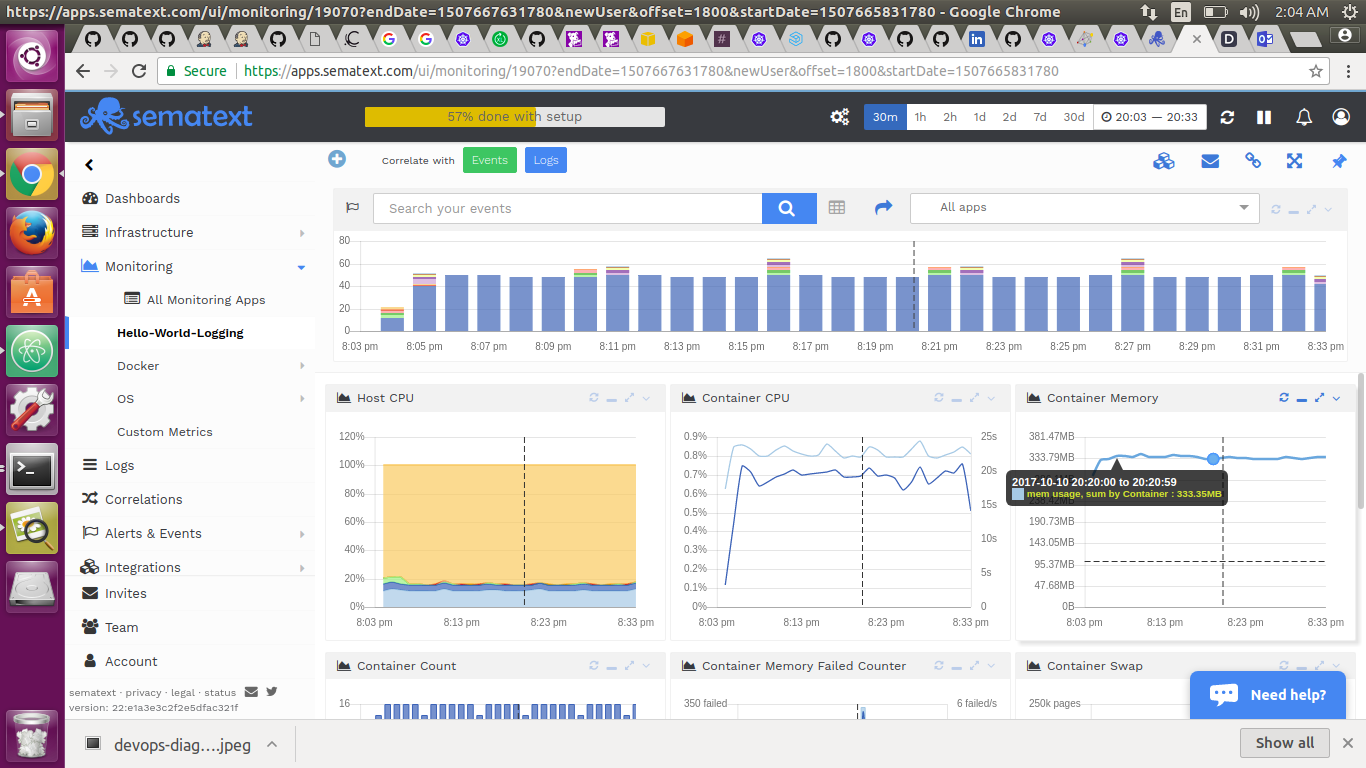 https://apps.sematext.com/ui/monitoring/19070?endDate=1507667631780&newUser&offset=1800&startDate=1507665831780 - Google Chrome
En
2:04 AM
Secure
https://apps.sematext.com/ui/monitoring/19070?endDate=1507667631780&newUser&offset=1800&startDate=1507665831780
sematext
57% done with setup
30m 1h 2h 1d 2d 7d 30d
20:03 — 20:33
Correlate with
Events
Logs
Dashboards
Infrastructure
Monitoring
All Monitoring Apps
Hello-World-Logging
Docker
OS
Custom Metrics
Logs
Correlations
Alerts & Events
Integrations
Invites
Team
Account
sematext · privacy · legal · status
version: 22:e1a3e3c2f2e5dfac321f
Search your events
All apps
80
60
40
20
0
8:03 pm 8:05 pm 8:07 pm 8:09 pm 8:11 pm 8:13 pm 8:15 pm 8:17 pm 8:19 pm 8:21 pm 8:23 pm 8:25 pm 8:27 pm 8:29 pm 8:31 pm 8:33 pm
Host CPU
120%
100%
80%
60%
40%
20%
0%
8:03 pm 8:13 pm 8:23 pm 8:33 pm
Container CPU
0.9% 25s
0.8%
0.7% 20s
0.6%
0.5% 15s
0.4%
0.3% 10s
0.2% 5s
0.1%
0% 0
8:03 pm 8:13 pm 8:23 pm 8:33 pm
Container Memory
381.47MB
333.79MB
2017-10-10 20:20:00 to 20:20:59
mem usage, sum by Container : 333.35MB
190.73MB
143.05MB
95.37MB
47.68MB
0B
8:03 pm 8:13 pm 8:23 pm 8:33 pm
Container Count
16
Container Memory Failed Counter
350 failed 6 failed/s
Container Swap
250k pages
Need help?
devops-diag....jpeg
Show all